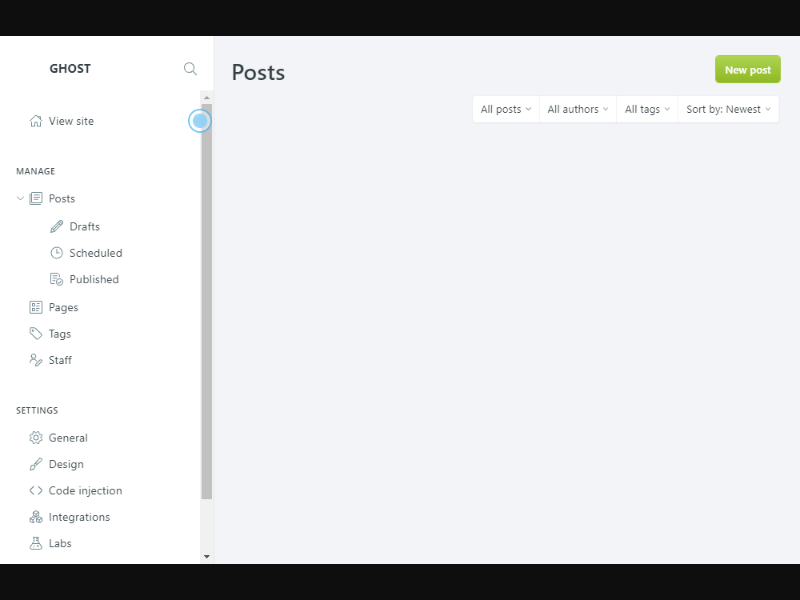 GHOST
View site
MANAGE
Posts
Drafts
Scheduled
Published
Pages
Tags
Staff
SETTINGS
General
Design
Code injection
Integrations
Labs
Posts
New post
All posts
All authors
All tags
Sort by: Newest